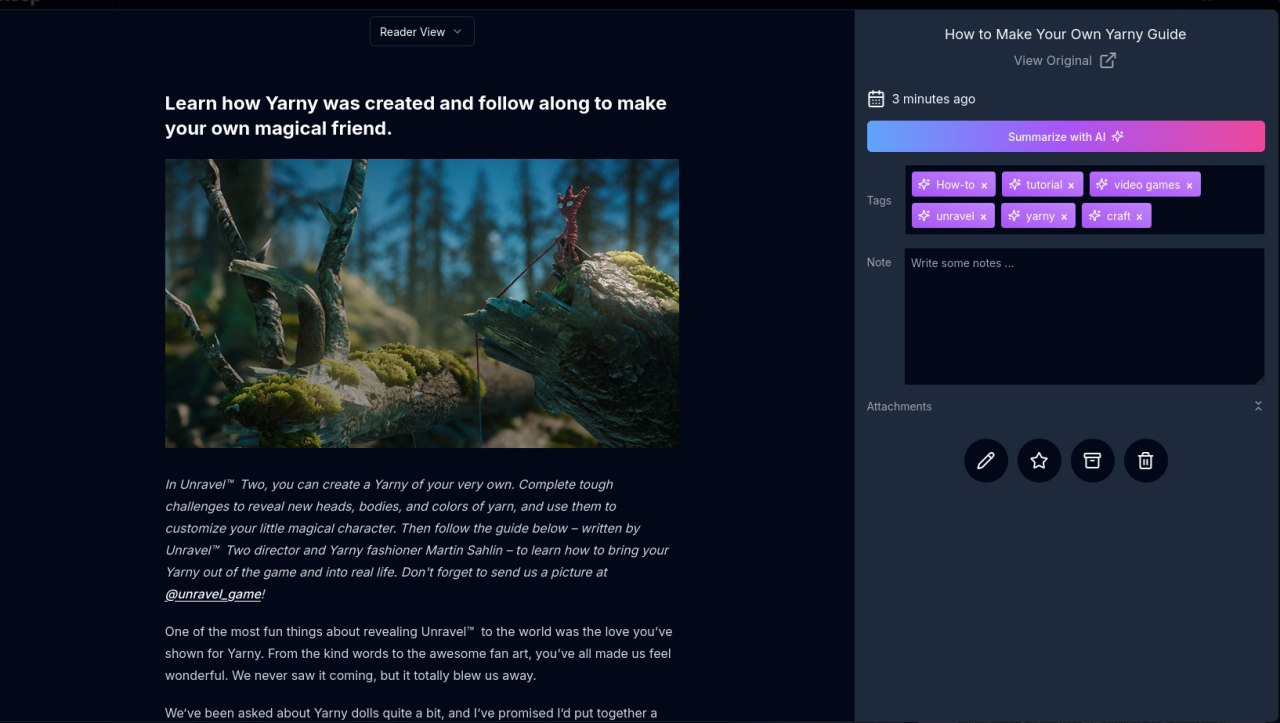 Reader View
Learn how Yarny was created and follow along to make
your own magical friend.
In Unravel™ Two, you can create a Yarny of your very own. Complete tough
challenges to reveal new heads, bodies, and colors of yarn, and use them to
customize your little magical character. Then follow the guide below – written by
Unravel™ Two director and Yarny fashioner Martin Sahlin – to learn how to bring your
Yarny out of the game and into real life. Don't forget to send us a picture at
@unravel_game!
One of the most fun things about revealing Unravel™ to the world was the love you've
shown for Yarny. From the kind words to the awesome fan art, you've all made us feel
wonderful. We never saw it coming, but it totally blew us away.
We've been asked about Yarny dolls quite a bit, and I've promised I'd put together a
How to Make Your Own Yarny Guide
View Original
3 minutes ago
Summarize with AI
Tags
How-to x tutorial x video games x
unravel x yarny x craft x
Note
Write some notes ...
Attachments